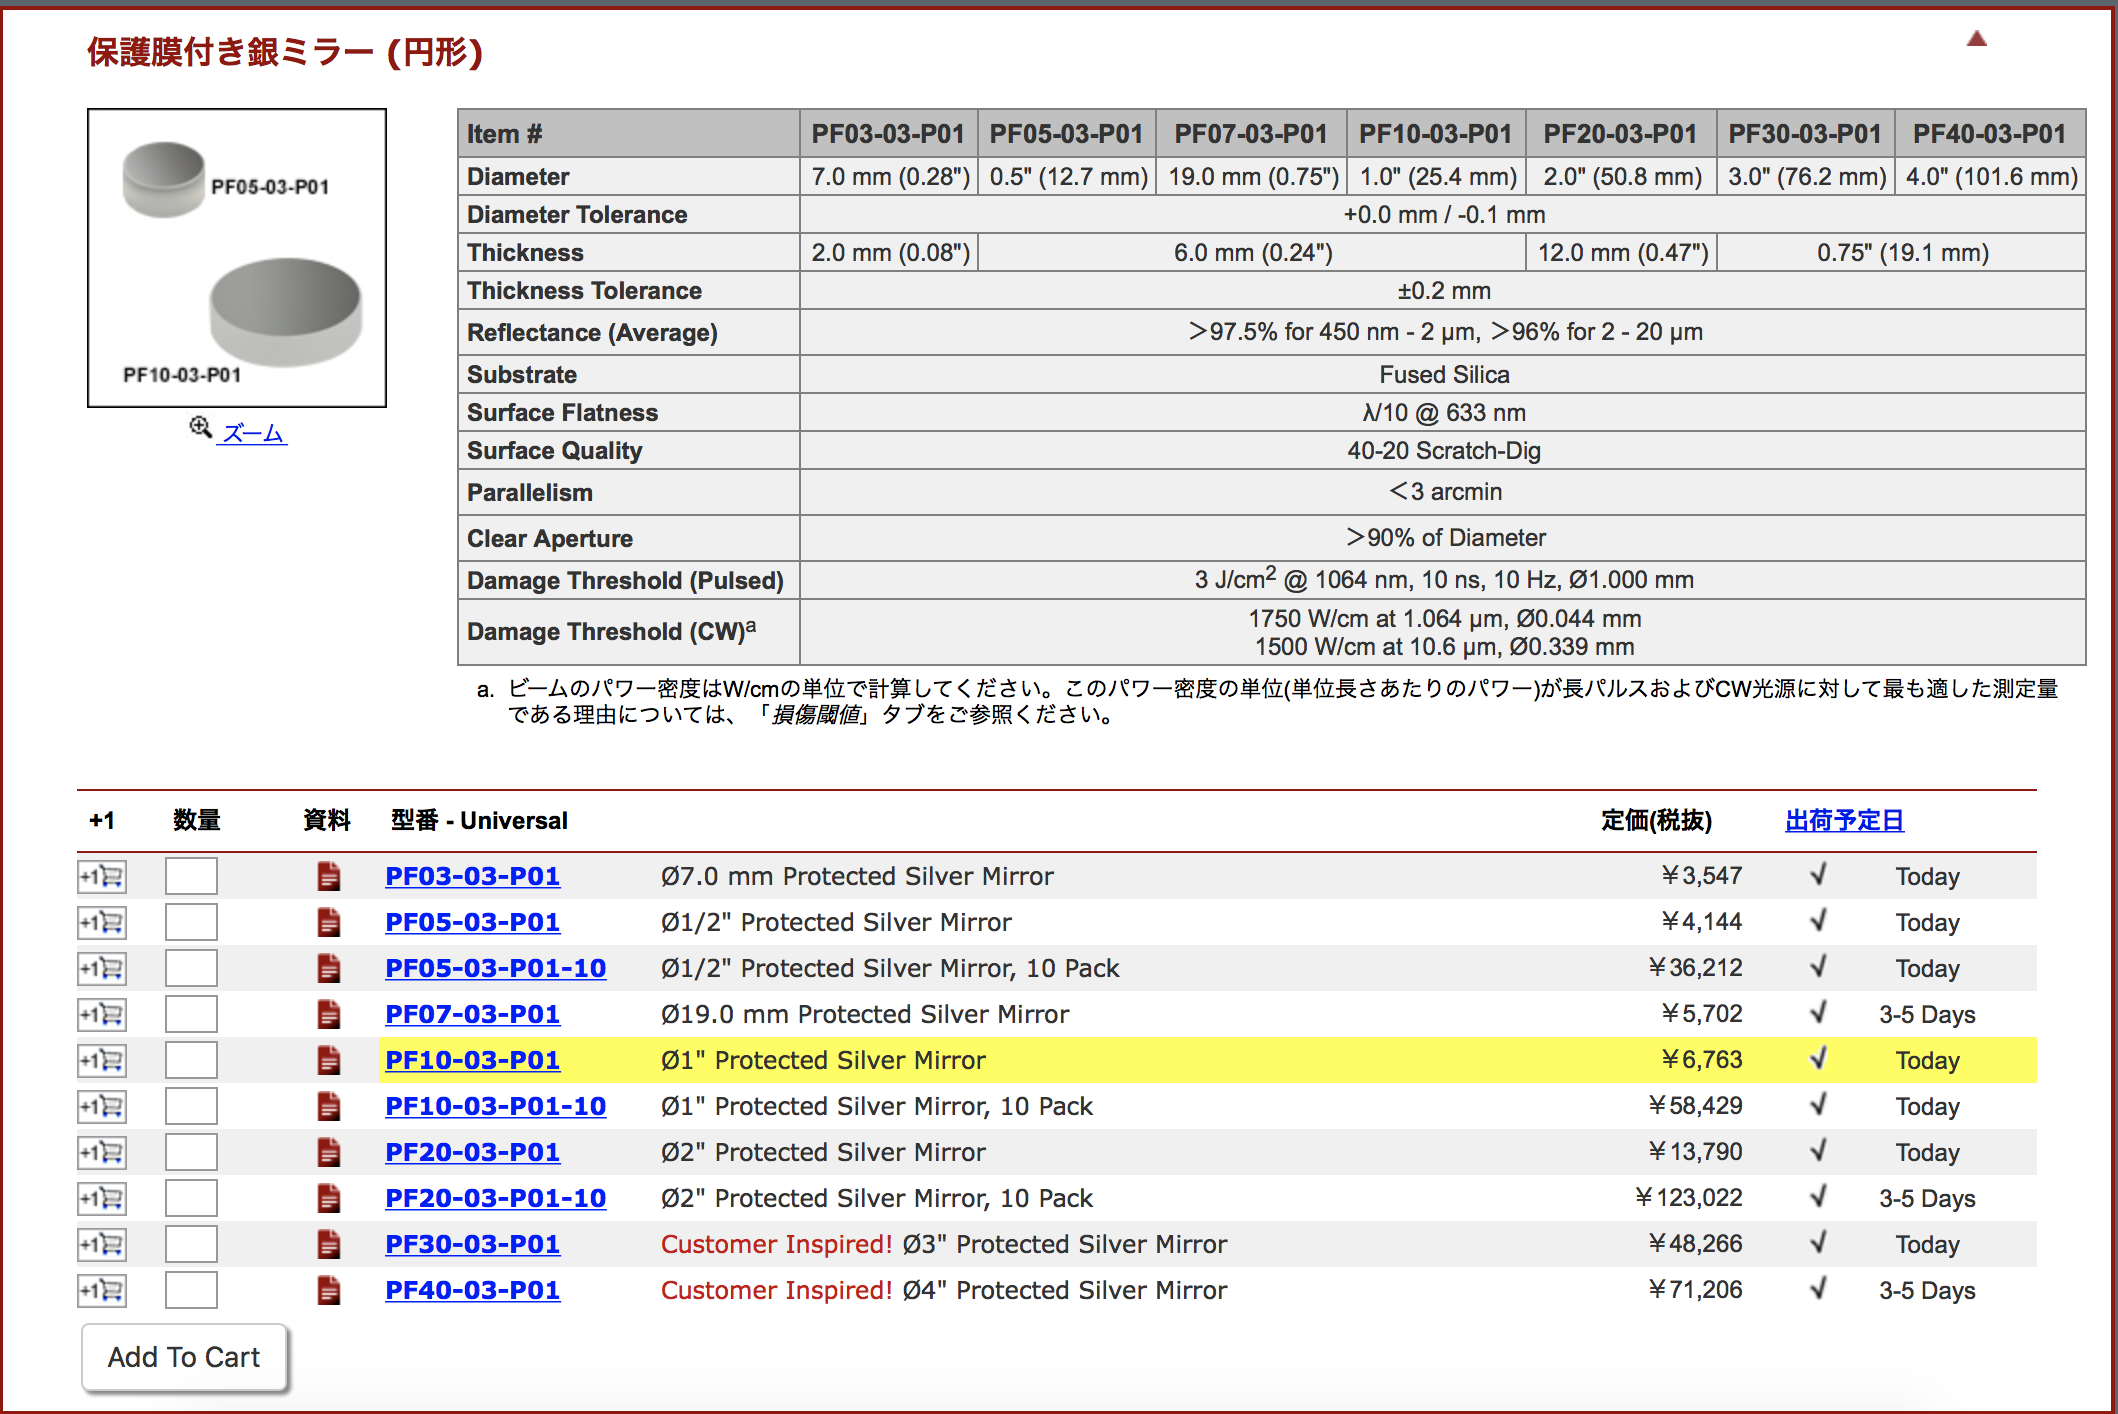 保護膜付き銀ミラー (円形)
PF05-03-P01
PF10-03-P01
ズーム
Item # PF03-03-P01 PF05-03-P01 PF07-03-P01 PF10-03-P01 PF20-03-P01 PF30-03-P01 PF40-03-P01
Diameter 7.0 mm (0.28") 0.5" (12.7 mm) 19.0 mm (0.75") 1.0" (25.4 mm) 2.0" (50.8 mm) 3.0" (76.2 mm) 4.0" (101.6 mm)
Diameter Tolerance +0.0 mm / -0.1 mm
Thickness 2.0 mm (0.08") 6.0 mm (0.24") 12.0 mm (0.47") 0.75" (19.1 mm)
Thickness Tolerance ±0.2 mm
Reflectance (Average) ＞97.5% for 450 nm - 2 µm, ＞96% for 2 - 20 µm
Substrate Fused Silica
Surface Flatness λ/10 @ 633 nm
Surface Quality 40-20 Scratch-Dig
Parallelism ＜3 arcmin
Clear Aperture ＞90% of Diameter
Damage Threshold (Pulsed) 3 J/cm² @ 1064 nm, 10 ns, 10 Hz, Ø1.000 mm
Damage Threshold (CW)ᵃ 1750 W/cm at 1.064 µm, Ø0.044 mm
1500 W/cm at 10.6 µm, Ø0.339 mm
a. ビームのパワー密度はW/cmの単位で計算してください。このパワー密度の単位(単位長さあたりのパワー)が長パルスおよびCW光源に対して最も適した測定量
である理由については、「損傷閾値」タブをご参照ください。
+1 数量 資料 型番 - Universal 定価(税抜) 出荷予定日
+1 PF03-03-P01 Ø7.0 mm Protected Silver Mirror ￥3,547 √ Today
+1 PF05-03-P01 Ø1/2" Protected Silver Mirror ￥4,144 √ Today
+1 PF05-03-P01-10 Ø1/2" Protected Silver Mirror, 10 Pack ￥36,212 √ Today
+1 PF07-03-P01 Ø19.0 mm Protected Silver Mirror ￥5,702 √ 3-5 Days
+1 PF10-03-P01 Ø1" Protected Silver Mirror ￥6,763 √ Today
+1 PF10-03-P01-10 Ø1" Protected Silver Mirror, 10 Pack ￥58,429 √ Today
+1 PF20-03-P01 Ø2" Protected Silver Mirror ￥13,790 √ Today
+1 PF20-03-P01-10 Ø2" Protected Silver Mirror, 10 Pack ￥123,022 √ 3-5 Days
+1 PF30-03-P01 Customer Inspired! Ø3" Protected Silver Mirror ￥48,266 √ Today
+1 PF40-03-P01 Customer Inspired! Ø4" Protected Silver Mirror ￥71,206 √ 3-5 Days
Add To Cart